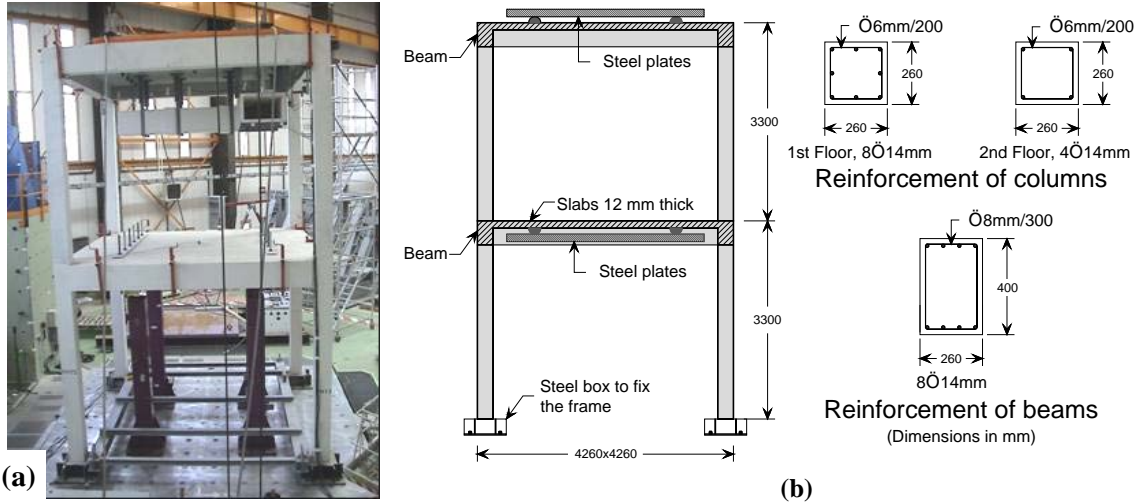 (a)
Beam
Steel plates
3300
Slabs 12 mm thick
Beam
Steel plates
3300
Steel box to fix
the frame
4260x4260
(b)
Ö6mm/200
260
260
1st Floor, 8Ö14mm
Ö6mm/200
260
260
2nd Floor, 4Ö14mm
Reinforcement of columns
Ö8mm/300
400
260
8Ö14mm
Reinforcement of beams
(Dimensions in mm)